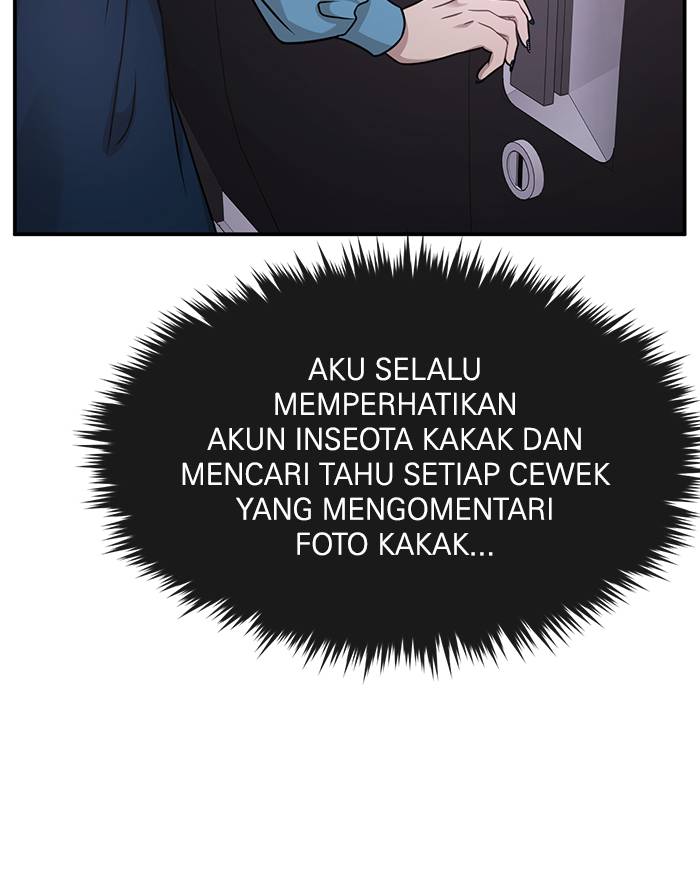 AKU SELALU
MEMPERHATIKAN
AKUN INSEOTA KAKAK DAN
MENCARI TAHU SETIAP CEWEK
YANG MENGOMENTARI
FOTO KAKAK...